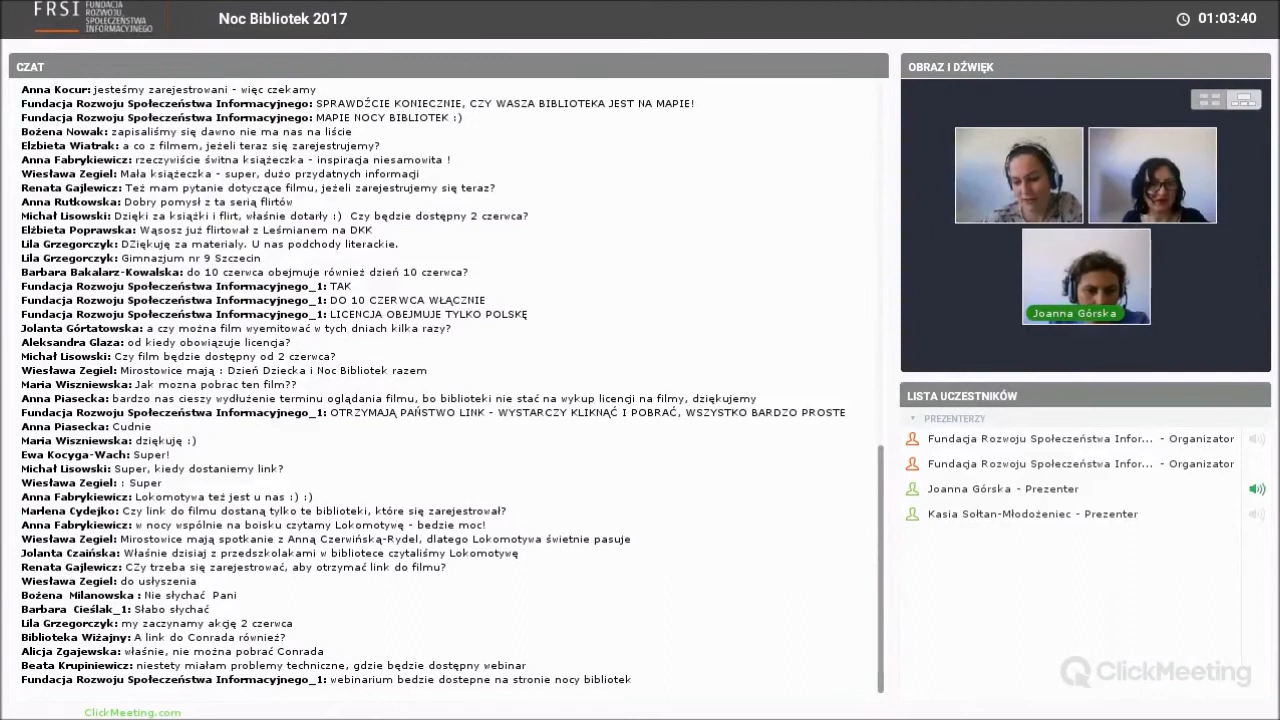 FRSI
FUNDACJA
ROZWOJU
SPOŁECZEŃSTWA
INFORMACYJNEGO
Noc Bibliotek 2017
01:03:40
CZAT
Anna Kocur: jesteśmy zarejestrowani - więc czekamy
Fundacja Rozwoju Społeczeństwa Informacyjnego: SPRAWDŹCIE KONIECZNIE, CZY WASZA BIBLIOTEKA JEST NA MAPIE!
Fundacja Rozwoju Społeczeństwa Informacyjnego: MAPIE NOCY BIBLIOTEK :)
Bożena Nowak: zapisaliśmy się dawno nie ma nas na liście
Elzbieta Wiatrak: a co z filmem, jeżeli teraz się zarejestrujemy?
Anna Fabrykiewicz: rzeczywiście świtna książeczka - inspiracja niesamowita !
Wiesława Zegiel: Mała książeczka - super, dużo przydatnych informacji
Renata Gajlewicz: Też mam pytanie dotyczące filmu, jeżeli zarejestrujemy się teraz?
Anna Rutkowska: Dobry pomysł z ta serią flirtów
Michał Lisowski: Dzięki za książki i flirt, właśnie dotarły :)  Czy będzie dostępny 2 czerwca?
Elżbieta Poprawska: Wąsosz już flirtował z Leśmianem na DKK
Lila Grzegorczyk: DZiękuję za materialy. U nas podchody literackie.
Lila Grzegorczyk: Gimnazjum nr 9 Szczecin
Barbara Bakalarz-Kowalska: do 10 czerwca obejmuje również dzień 10 czerwca?
Fundacja Rozwoju Społeczeństwa Informacyjnego_1: TAK
Fundacja Rozwoju Społeczeństwa Informacyjnego_1: DO 10 CZERWCA WŁĄCZNIE
Fundacja Rozwoju Społeczeństwa Informacyjnego_1: LICENCJA OBEJMUJE TYLKO POLSKĘ
Jolanta Górtatowska: a czy można film wyemitować w tych dniach kilka razy?
Aleksandra Glaza: od kiedy obowiązuje licencja?
Michał Lisowski: Czy film będzie dostępny od 2 czerwca?
Wiesława Zegiel: Mirostowice mają : Dzień Dziecka i Noc Bibliotek razem
Maria Wiszniewska: Jak mozna pobrac ten film??
Anna Piasecka: bardzo nas cieszy wydłużenie terminu oglądania filmu, bo biblioteki nie stać na wykup licencji na filmy, dziękujemy
Fundacja Rozwoju Społeczeństwa Informacyjnego_1: OTRZYMAJĄ PAŃSTWO LINK - WYSTARCZY KLIKNĄĆ I POBRAĆ, WSZYSTKO BARDZO PROSTE
Anna Piasecka: Cudnie
Maria Wiszniewska: dziękuję :)
Ewa Kocyga-Wach: Super!
Michał Lisowski: Super, kiedy dostaniemy link?
Wiesława Zegiel: : Super
Anna Fabrykiewicz: Lokomotywa też jest u nas :) :)
Marlena Cydejko: Czy link do filmu dostaną tylko te biblioteki, które się zarejestrował?
Anna Fabrykiewicz: w nocy wspólnie na boisku czytamy Lokomotywę - bedzie moc!
Wiesława Zegiel: Mirostowice mają spotkanie z Anną Czerwińską-Rydel, dlatego Lokomotywa świetnie pasuje
Jolanta Czaińska: Właśnie dzisiaj z przedszkolakami w bibliotece czytaliśmy Lokomotywę
Renata Gajlewicz: CZy trzeba się zarejestrować, aby otrzymać link do filmu?
Wiesława Zegiel: do usłyszenia
Bożena Milanowska : Nie słychać  Pani
Barbara Cieślak_1: Słabo słychać
Lila Grzegorczyk: my zaczynamy akcję 2 czerwca
Biblioteka Wiżajny: A link do Conrada również?
Alicja Zgajewska: właśnie, nie można pobrać Conrada
Beata Krupiniewicz: niestety miałam problemy techniczne, gdzie będzie dostępny webinar
Fundacja Rozwoju Społeczeństwa Informacyjnego_1: webinarium bedzie dostepne na stronie nocy bibliotek
ClickMeeting.com
OBRAZ I DŹWIĘK
Joanna Górska
LISTA UCZESTNIKÓW
PREZENTERZY
Fundacja Rozwoju Społeczeństwa Infor... - Organizator
Fundacja Rozwoju Społeczeństwa Infor... - Organizator
Joanna Górska - Prezenter
Kasia Sołtan-Młodożeniec - Prezenter
ClickMeeting